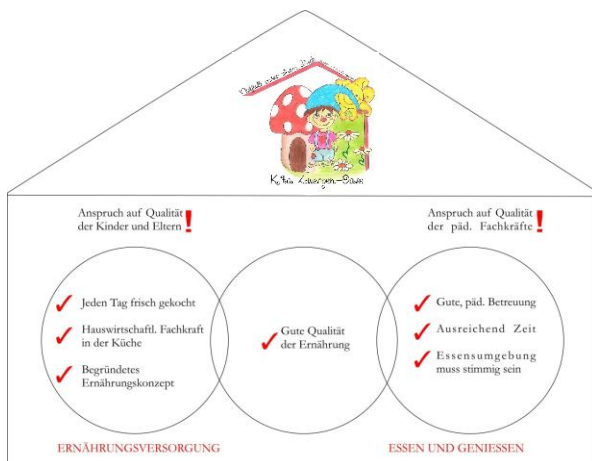 Anspruch auf Qualität
der Kinder und Eltern !
Anspruch auf Qualität
der päd. Fachkräfte !
Jeden Tag frisch gekocht
Hauswirtschaftl. Fachkraft
in der Küche
Begründetes
Ernährungskonzept
Gute Qualität
der Ernährung
Gute, päd. Betreuung
Ausreichend Zeit
Essensumgebung
muss stimmig sein
ERNÄHRUNGSVERSORGUNG
ESSEN UND GENIESSEN